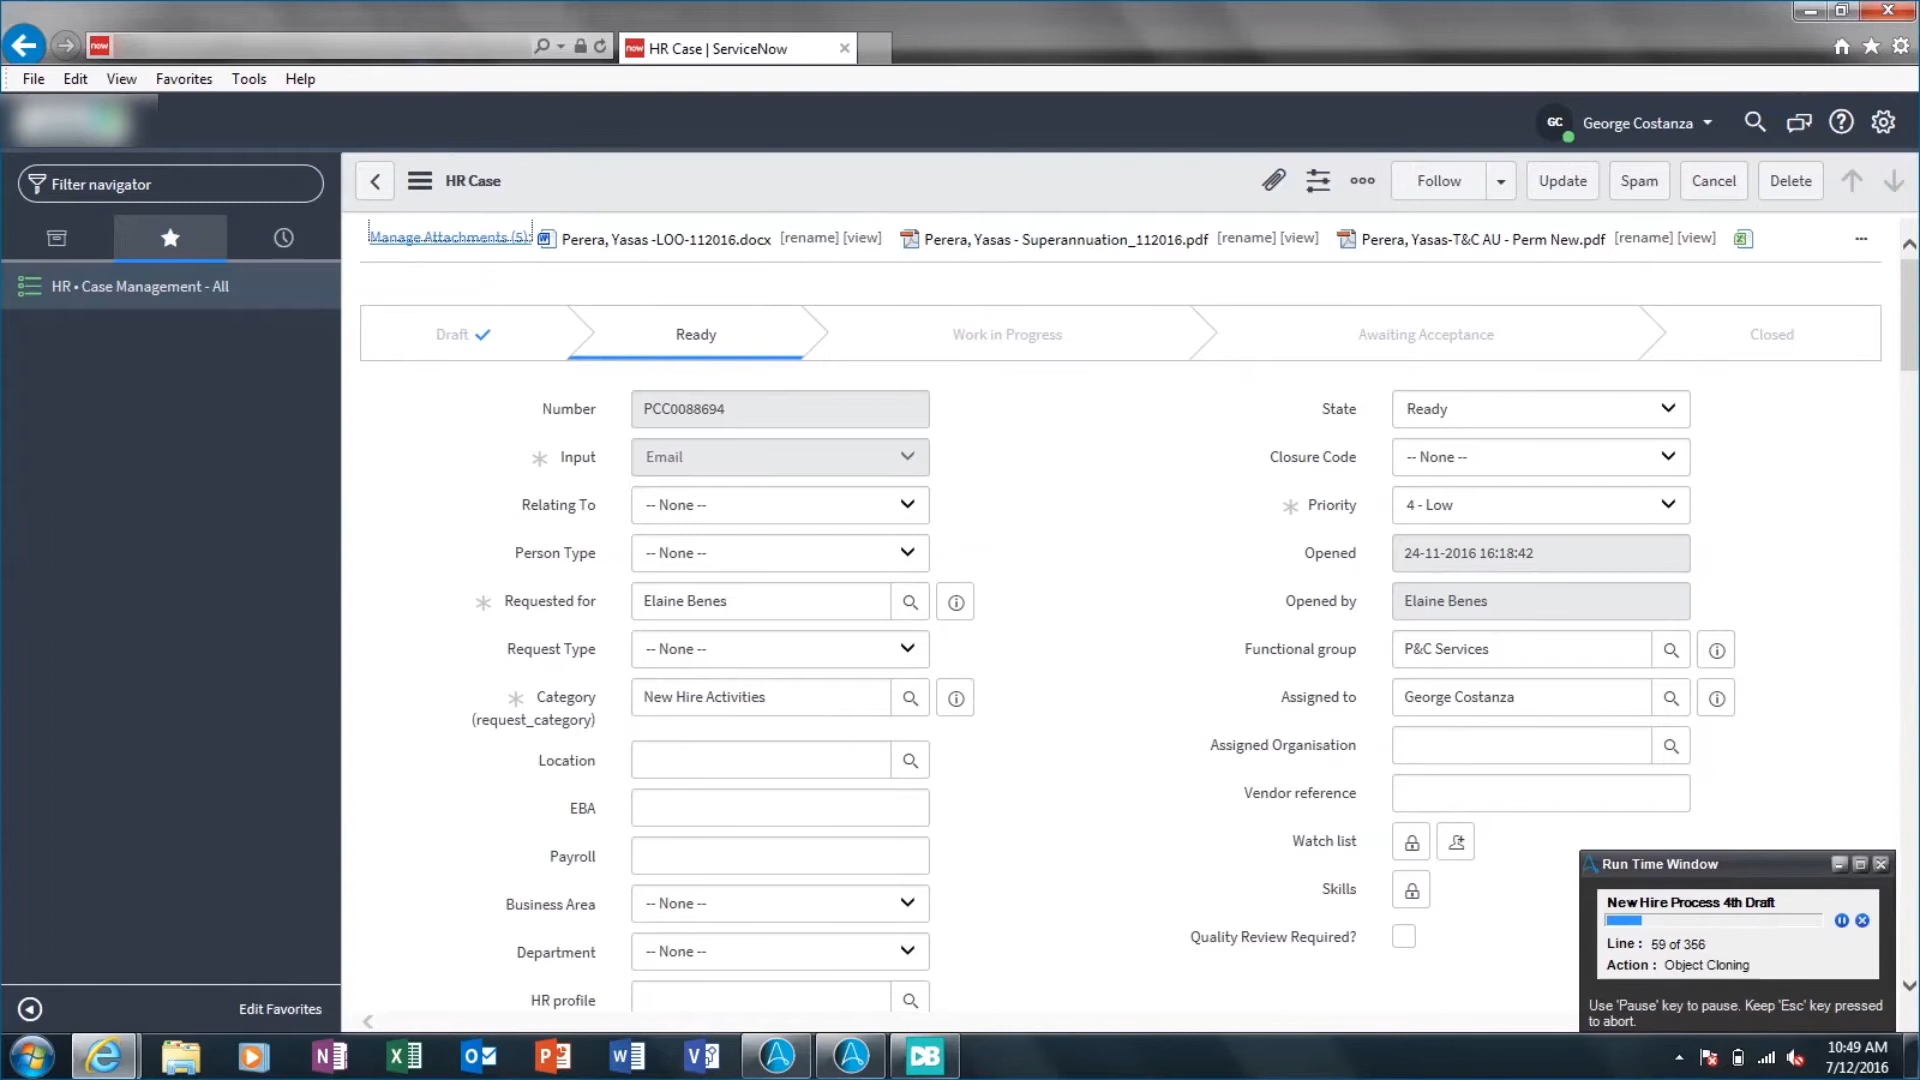 now
now HR Case | ServiceNow
File Edit View Favorites Tools Help
GC George Costanza
Filter navigator
HR Case
Follow Update Spam Cancel Delete
Manage Attachments (5): Perera, Yasas -LOO-112016.docx [rename] [view] Perera, Yasas - Superannuation_112016.pdf [rename] [view] Perera, Yasas-T&C AU - Perm New.pdf [rename] [view] ...
HR • Case Management - All
Draft Ready Work in Progress Awaiting Acceptance Closed
Number PCC0088694 State Ready
Input Email Closure Code -- None --
Relating To -- None -- Priority 4 - Low
Person Type -- None -- Opened 24-11-2016 16:18:42
Requested for Elaine Benes Opened by Elaine Benes
Request Type -- None -- Functional group P&C Services
Category New Hire Activities Assigned to George Costanza
(request_category)
Assigned Organisation
Location
Vendor reference
EBA
Watch list
Payroll
Skills
Business Area -- None --
Quality Review Required?
Department -- None --
HR profile
Edit Favorites
Run Time Window
New Hire Process 4th Draft
Line : 59 of 356
Action : Object Cloning
Use 'Pause' key to pause. Keep 'Esc' key pressed
to abort.
DB
10:49 AM
7/12/2016